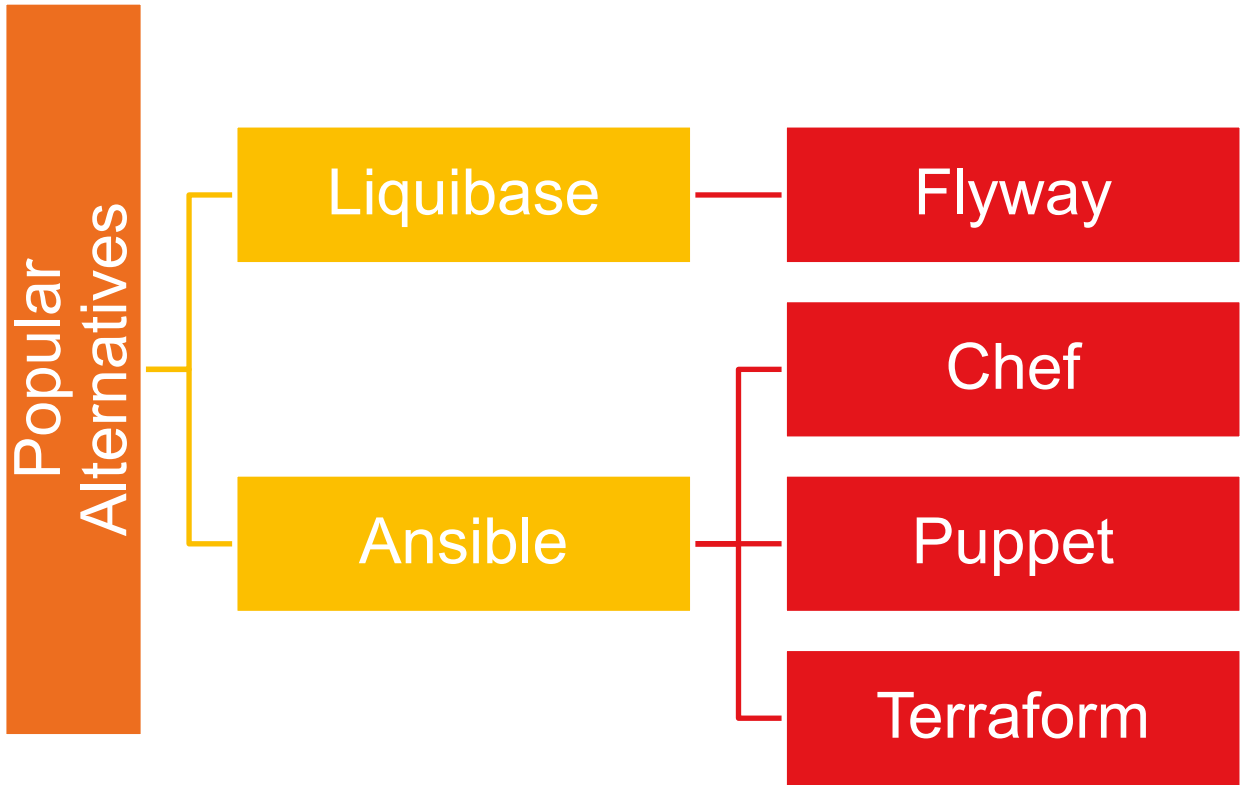 Popular
Alternatives
Liquibase
Flyway
Chef
Ansible
Puppet
Terraform